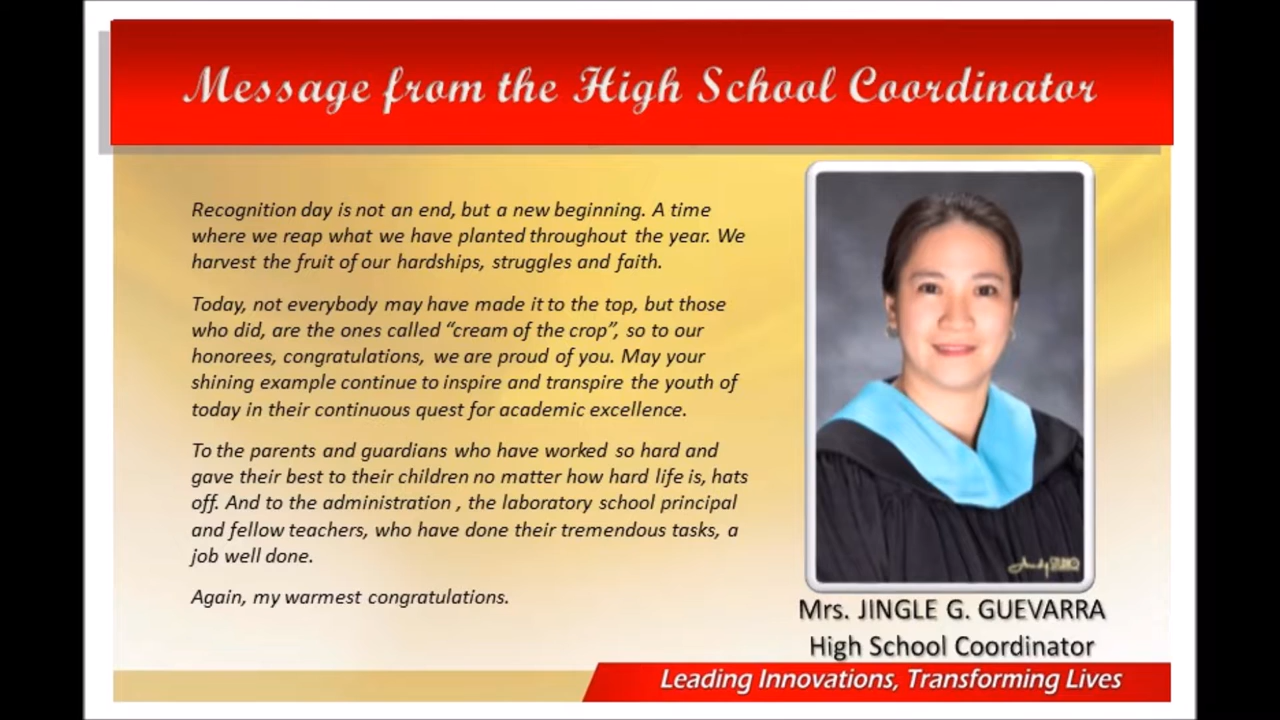 Message from the High School Coordinator
Recognition day is not an end, but a new beginning. A time
where we reap what we have planted throughout the year. We
harvest the fruit of our hardships, struggles and faith.
Today, not everybody may have made it to the top, but those
who did, are the ones called “cream of the crop”, so to our
honorees, congratulations, we are proud of you. May your
shining example continue to inspire and transpire the youth of
today in their continuous quest for academic excellence.
To the parents and guardians who have worked so hard and
gave their best to their children no matter how hard life is, hats
off. And to the administration , the laboratory school principal
and fellow teachers, who have done their tremendous tasks, a
job well done.
Again, my warmest congratulations.
Mrs. JINGLE G. GUEVARRA
High School Coordinator
Leading Innovations, Transforming Lives